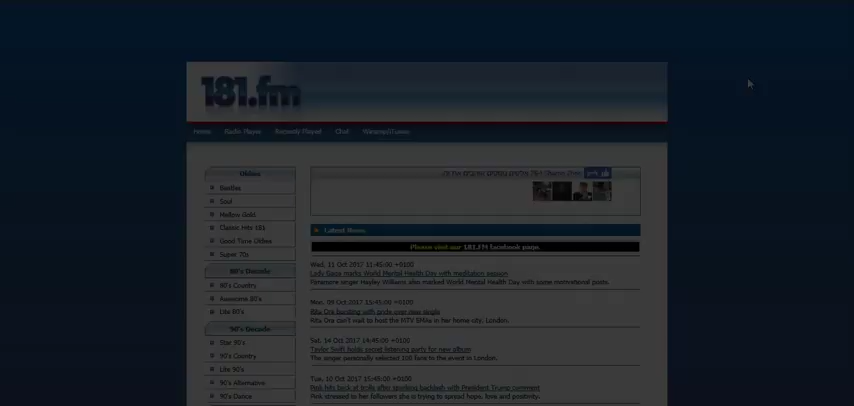 181.fm
Home
Radio Player
Recently Played
Chat
Winamp/iTunes
Oldies
Beatles
Soul
Mellow Gold
Classic Hits 181
Good Time Oldies
Super 70s
80's Decade
80's Country
Awesome 80's
Lite 80's
90's Decade
Star 90's
90's Country
Lite 90's
90's Alternative
90's Dance
Latest News
Please visit our 181.FM facebook page.
Wed, 11 Oct 2017 11:45:00 +0100
Lady Gaga marks World Mental Health Day with meditation session
Paramore singer Hayley Williams also marked World Mental Health Day with some motivational posts.
Mon, 09 Oct 2017 15:45:00 +0100
Rita Ora bursting with pride over new single
Rita Ora can't wait to host the MTV EMAs in her home city, London.
Sat, 14 Oct 2017 14:45:00 +0100
Taylor Swift holds secret listening party for new album
The singer personally selected 100 fans to the event in London.
Tue, 10 Oct 2017 15:45:00 +0100
Pink hits back at trolls after sparking backlash with President Trump comment
Pink stressed to her followers she is trying to spread hope, love and positivity.